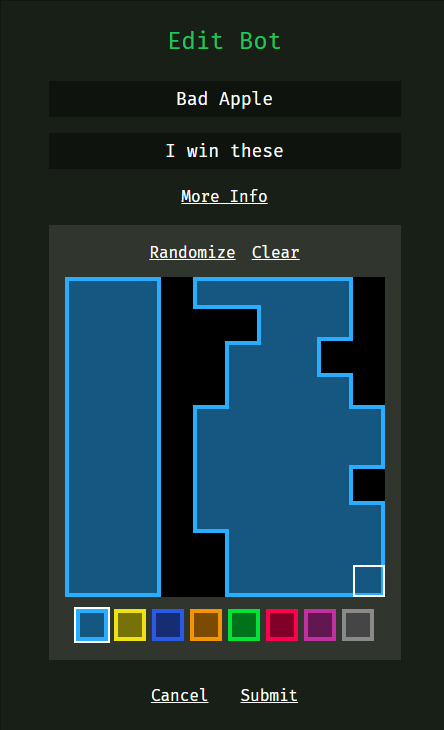 Edit Bot
Bad Apple
I win these
More Info
Randomize Clear
Cancel Submit